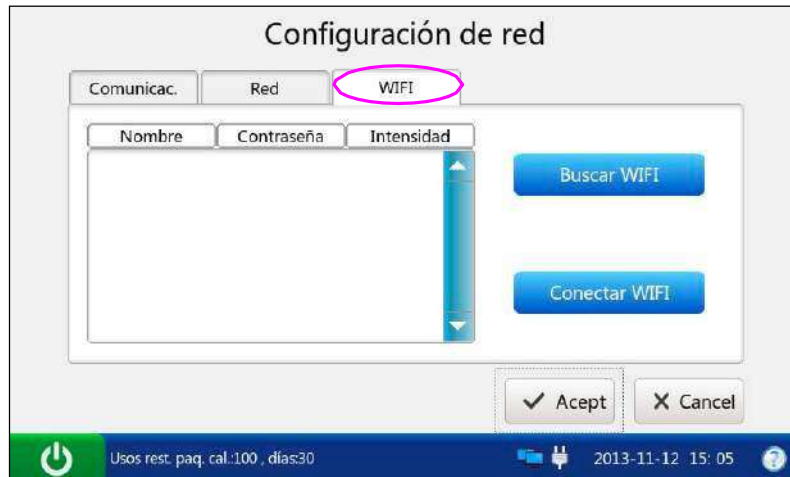 Configuración de red
Comunicac. Red WIFI
Nombre Contraseña Intensidad
Buscar WIFI
Conectar WIFI
Acept Cancel
Usos rest. paq. cal.:100 , días:30 2013-11-12 15: 05 ?